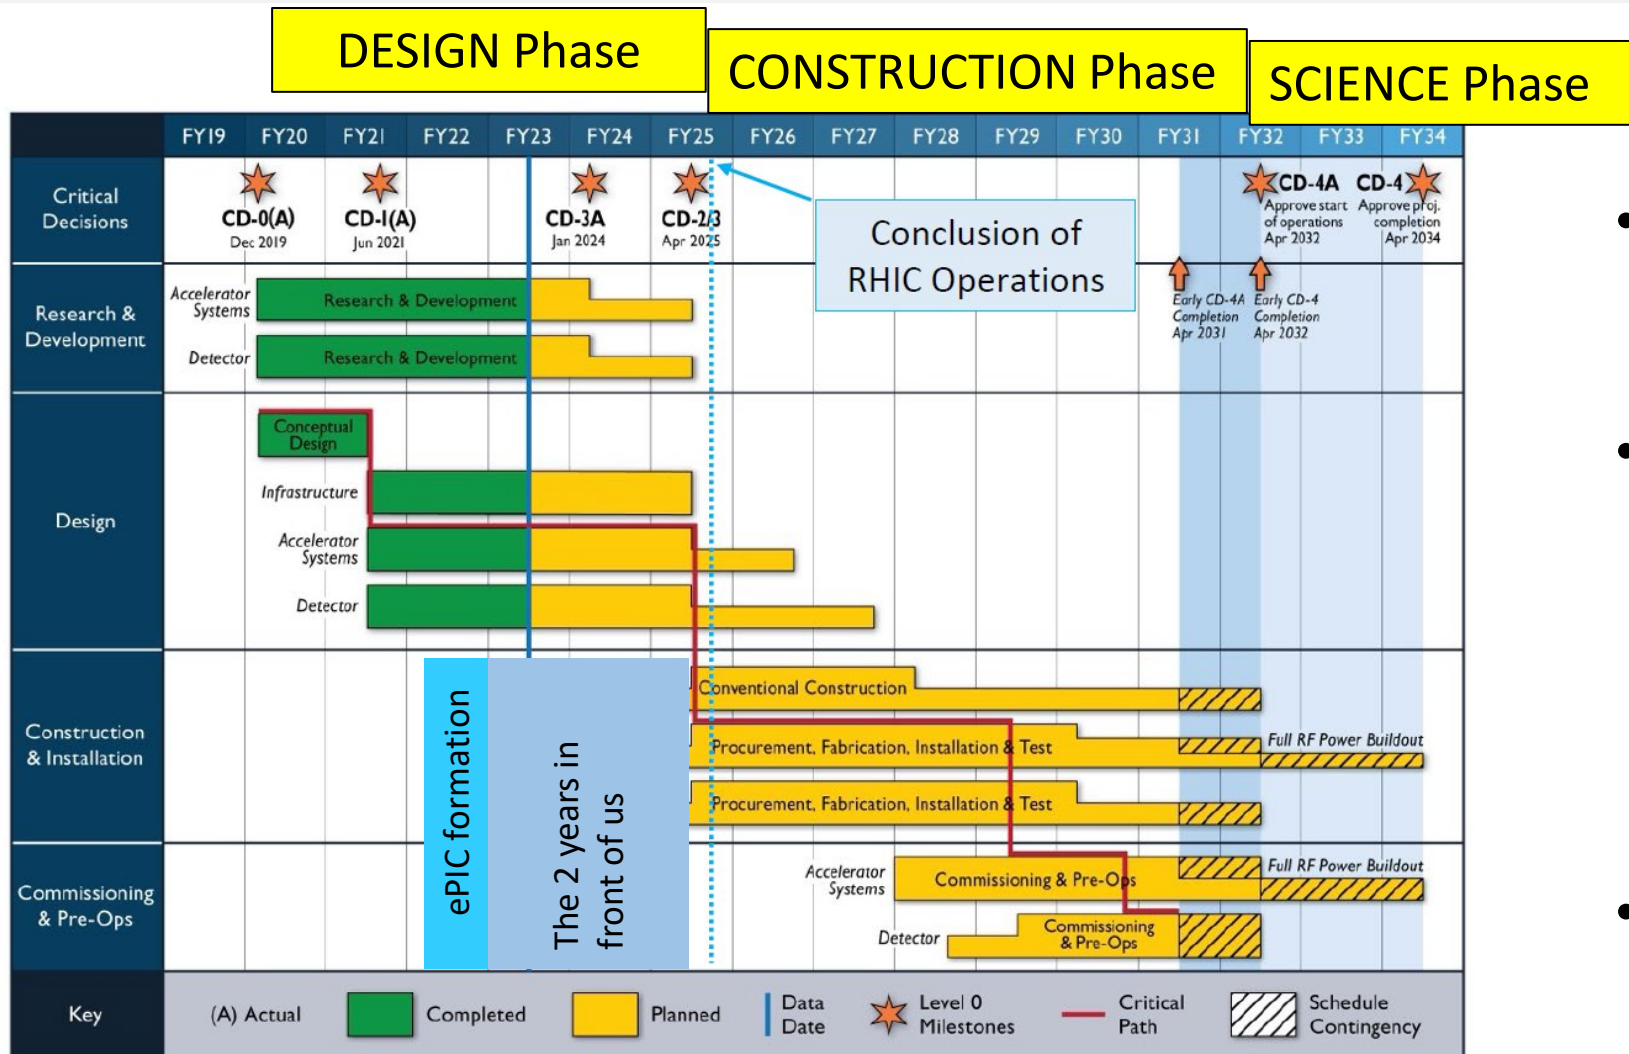 DESIGN Phase
CONSTRUCTION Phase
SCIENCE Phase
FY19 FY20 FY21 FY22 FY23 FY24 FY25 FY26 FY27 FY28 FY29 FY30 FY31 FY32 FY33 FY34
Critical
Decisions
CD-0(A)
Dec 2019
CD-1(A)
Jun 2021
CD-3A
Jan 2024
CD-2/3
Apr 2025
Conclusion of
RHIC Operations
CD-4A
Approve start
of operations
Apr 2032
CD-4
Approve proj.
completion
Apr 2034
Research &
Development
Accelerator
Systems
Research & Development
Detector
Research & Development
Early CD-4A
Completion
Apr 2031
Early CD-4
Completion
Apr 2032
Design
Conceptual
Design
Infrastructure
Accelerator
Systems
Detector
Construction
& Installation
ePIC formation
The 2 years in
front of us
Conventional Construction
Procurement, Fabrication, Installation & Test
Full RF Power Buildout
Procurement, Fabrication, Installation & Test
Commissioning
& Pre-Ops
Accelerator
Systems
Commissioning & Pre-Ops
Full RF Power Buildout
Detector
Commissioning
& Pre-Ops
Key
(A) Actual
Completed
Planned
Data
Date
Level 0
Milestones
Critical
Path
Schedule
Contingency